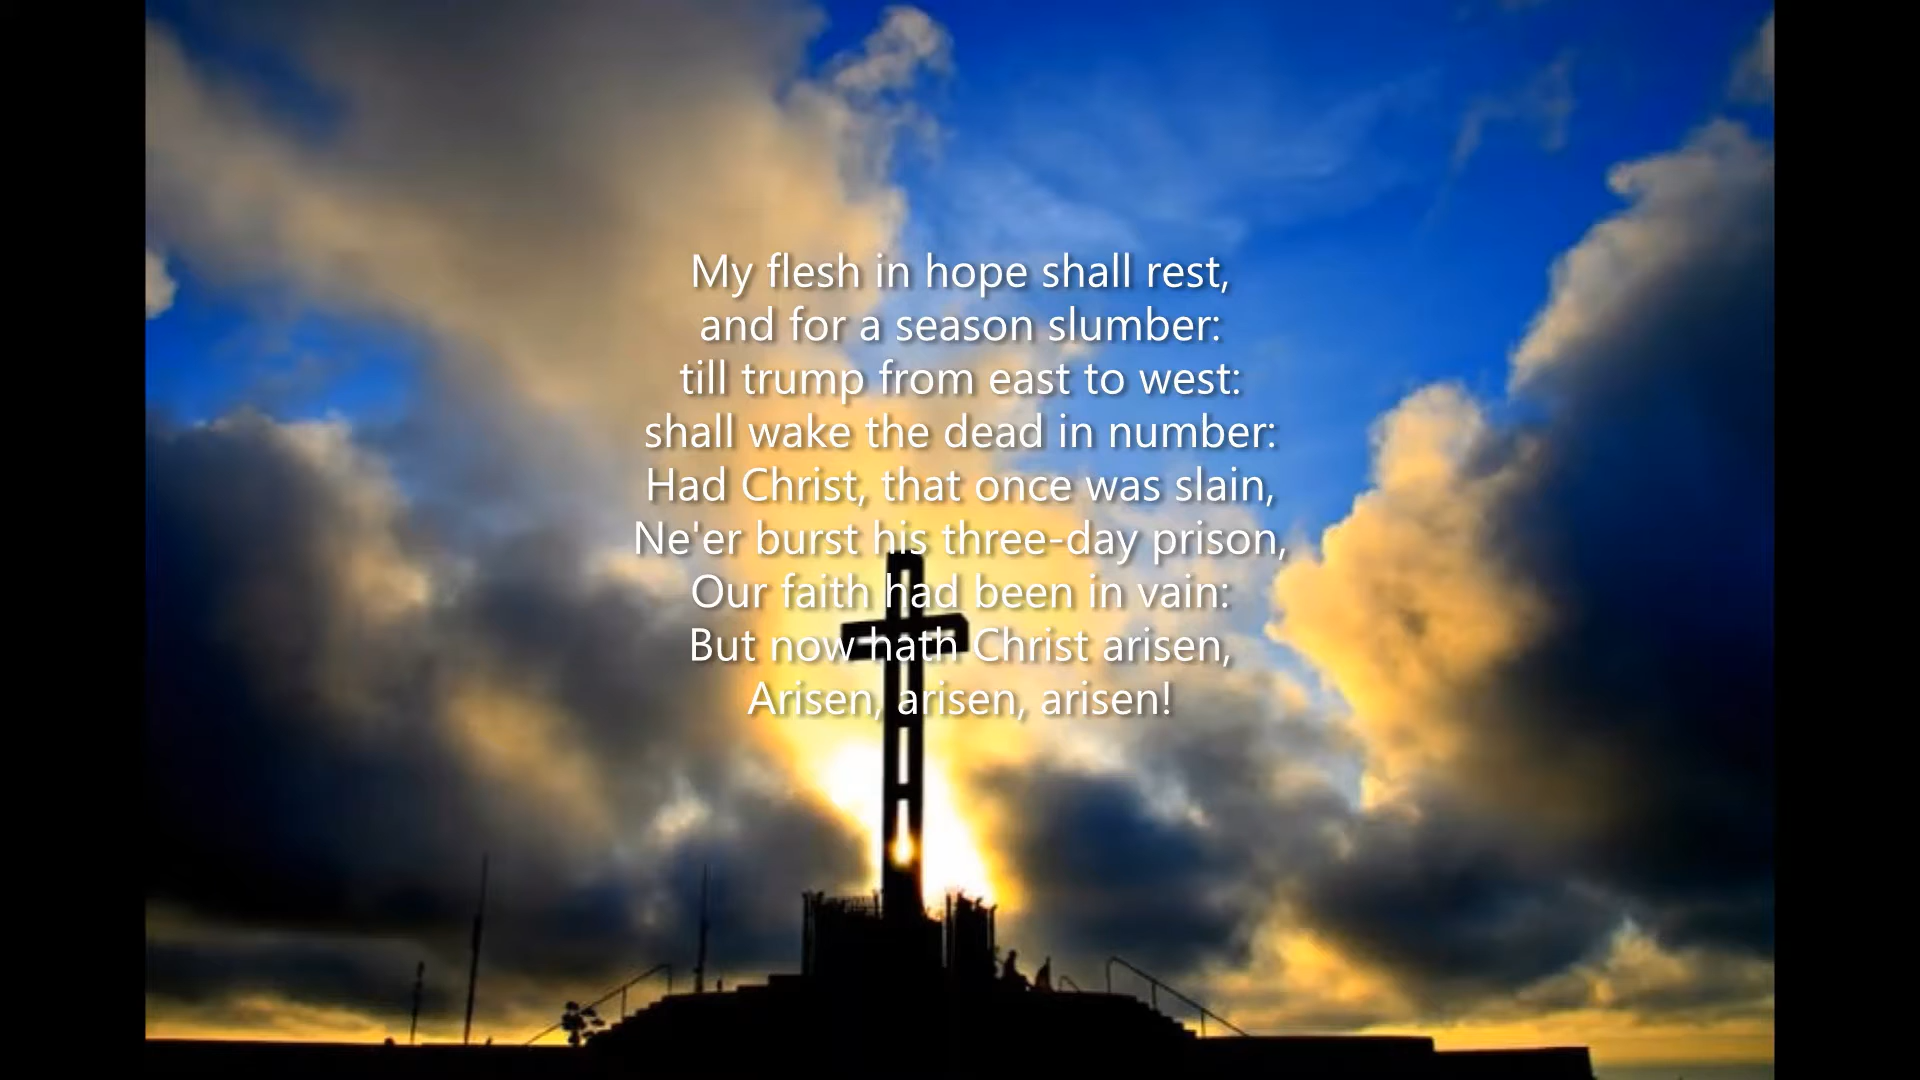 My flesh in hope shall rest,
and for a season slumber:
till trump from east to west:
shall wake the dead in number:
Had Christ, that once was slain,
Ne'er burst his three-day prison,
Our faith had been in vain:
But now hath Christ arisen,
Arisen, arisen, arisen!